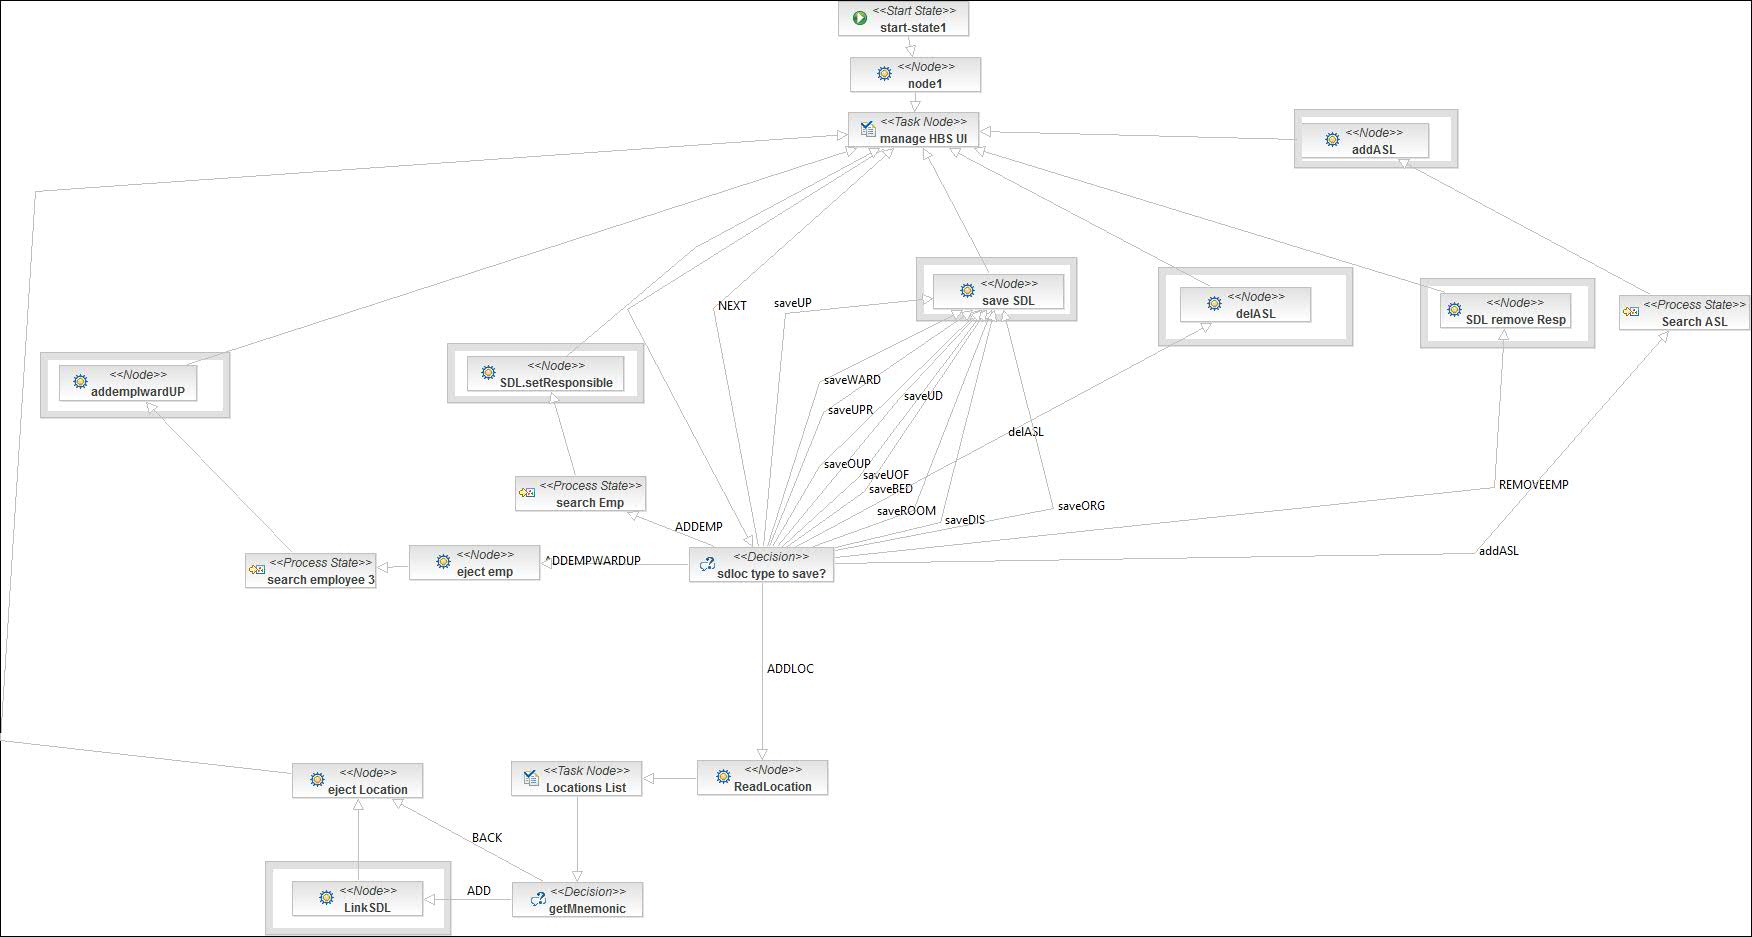 <<Start State>>
start-state1
<<Node>>
node1
<<Task Node>>
manage HBS UI
<<Node>>
addASL
<<Node>>
save SDL
<<Node>>
delASL
<<Node>>
SDL remove Resp
<<Process State>>
Search ASL
NEXT
saveUP
<<Node>>
addemplwardUP
<<Node>>
SDL.setResponsible
saveWARD
saveUPR
saveUD
delASL
saveOUP
saveUOF
saveBED
saveROOM
saveDIS
saveORG
REMOVEEMP
<<Process State>>
search Emp
ADDEMP
addASL
<<Process State>>
search employee 3
<<Node>>
eject emp
DDEMPWARDUP
<<Decision>>
sdloc type to save?
ADDLOC
<<Node>>
eject Location
<<Task Node>>
Locations List
<<Node>>
ReadLocation
BACK
<<Node>>
LinkSDL
ADD
<<Decision>>
getMnemonic